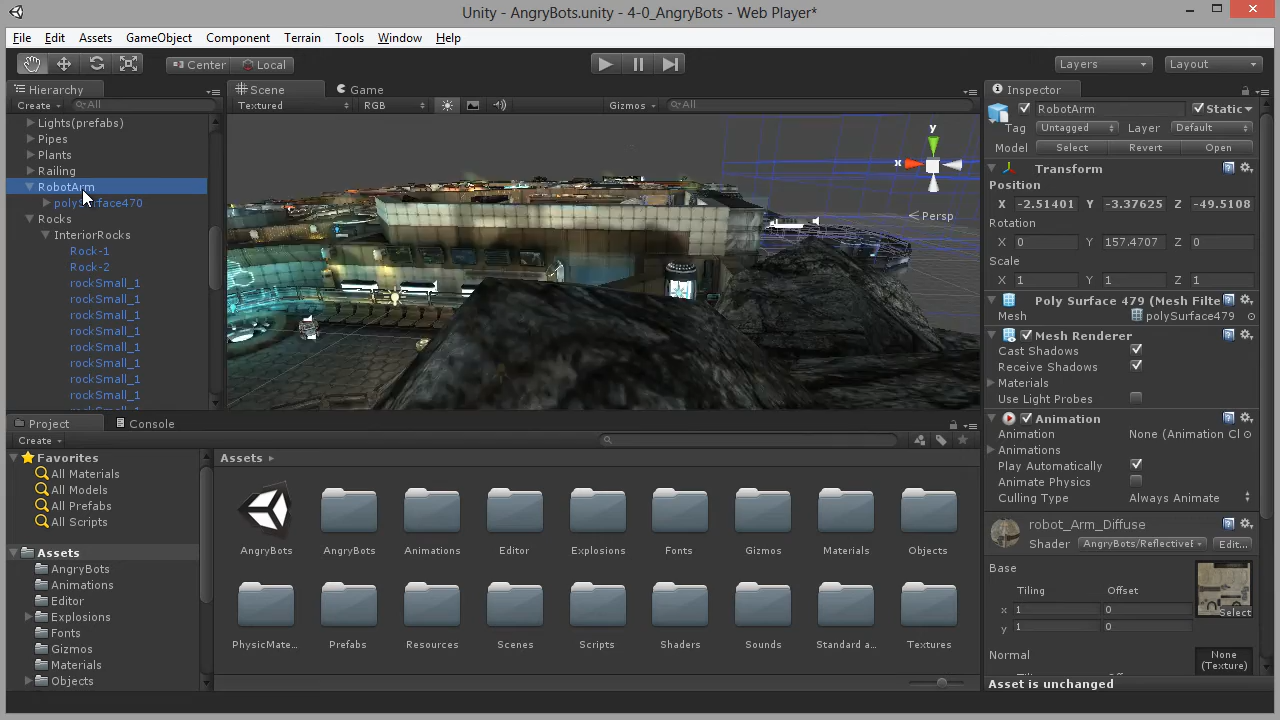 Unity - AngryBots.unity - 4-0_AngryBots - Web Player*
File Edit Assets GameObject Component Terrain Tools Window Help
Center Local Layers Layout
Hierarchy
Create All
Lights(prefabs)
Pipes
Plants
Railing
RobotArm
polySurface470
Rocks
InteriorRocks
Rock-1
Rock-2
rockSmall_1
rockSmall_1
rockSmall_1
rockSmall_1
rockSmall_1
rockSmall_1
rockSmall_1
rockSmall_1
Scene Game
Textured RGB Gizmos All
y
x
Persp
Inspector
RobotArm Static
Tag Untagged Layer Default
Model Select Revert Open
Transform
Position
X -2.51401 Y -3.37625 Z -49.5108
Rotation
X 0 Y 157.4707 Z 0
Scale
X 1 Y 1 Z 1
Poly Surface 479 (Mesh Filte
Mesh polySurface479
Mesh Renderer
Cast Shadows
Receive Shadows
Materials
Use Light Probes
Animation
Animation None (Animation Cl
Animations
Play Automatically
Animate Physics
Culling Type Always Animate
robot_Arm_Diffuse
Shader AngryBots/Reflective Edit...
Base
Tiling Offset
x 1 0
y 1 0
Select
Normal
None
(Texture)
Asset is unchanged
Project Console
Create
Favorites
All Materials
All Models
All Prefabs
All Scripts
Assets
AngryBots
Animations
Editor
Explosions
Fonts
Gizmos
Materials
Objects
Assets
AngryBots AngryBots Animations Editor Explosions Fonts Gizmos Materials Objects
PhysicMate... Prefabs Resources Scenes Scripts Shaders Sounds Standard a... Textures